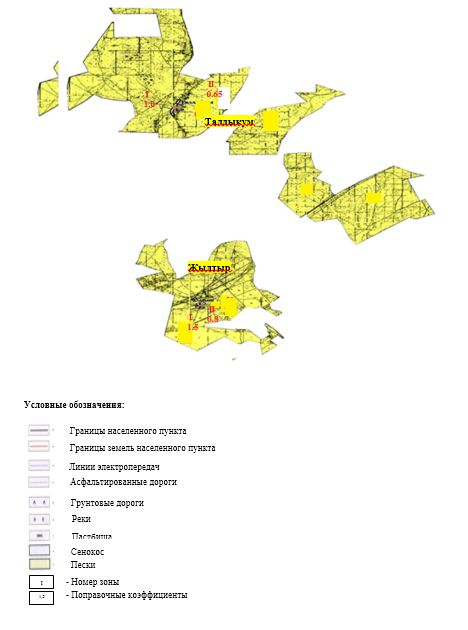 I
1,0
II
0.65
Талдыкум
Жылтыр
I
1.5
II
0.8
Условные обозначения:
Границы населенного пункта
Границы земель населенного пункта
Линии электропередач
Асфальтированные дороги
Грунтовые дороги
Реки
Пастбища
Сенокос
Пески
- Номер зоны
- Поправочные коэффициенты